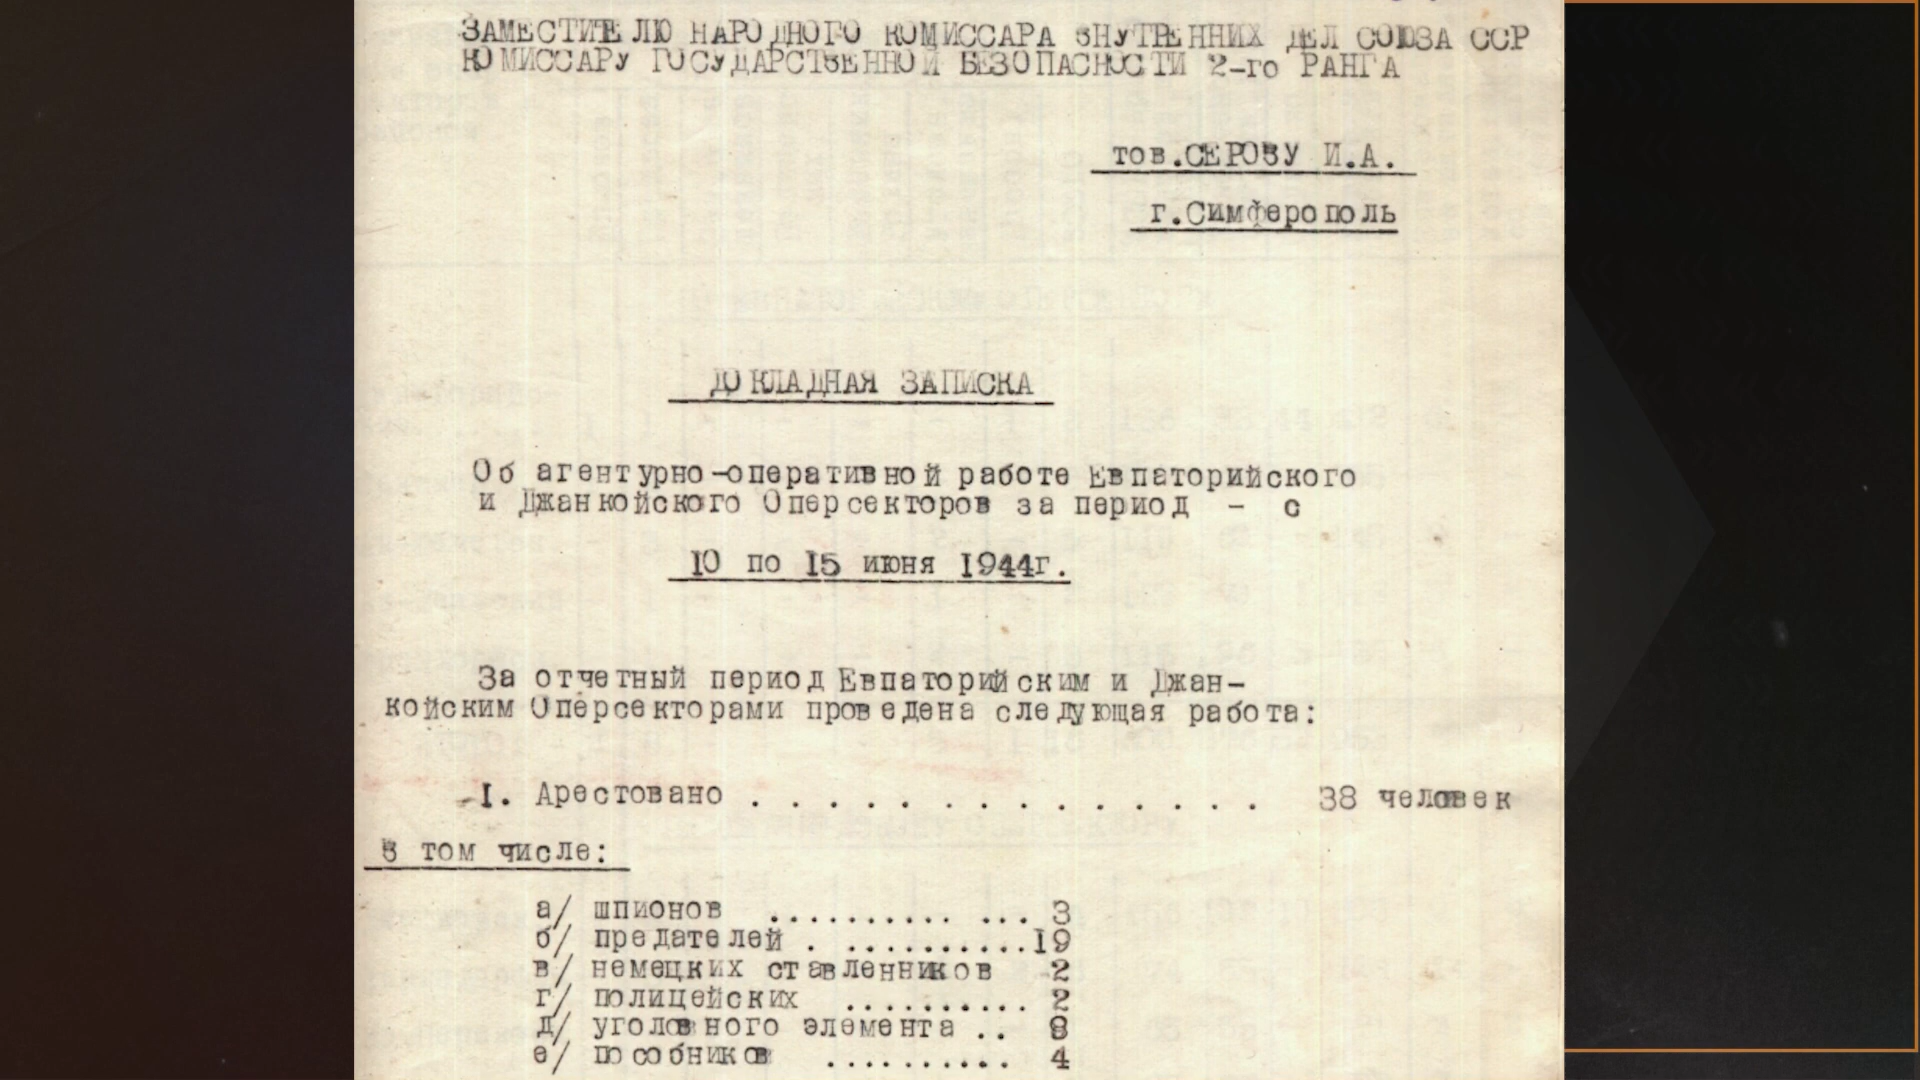 ЗАМЕСТИТЕЛЮ НАРОДНОГО КОМИССАРА ВНУТРЕННИХ ДЕЛ СОЮЗА ССР
КОМИССАРУ ГОСУДАРСТВЕННОЙ БЕЗОПАСНОСТИ 2-го РАНГА
тов.СЕРОВУ И.А.
г.Симферополь
ДОКЛАДНАЯ ЗАПИСКА
Об агентурно-оперативной работе Евпаторийского
и Джанкойского Оперсекторов за период - с
10 по 15 июня 1944г.
За отчетный период Евпаторийским и Джан-
койским Оперсекторами проведена следующая работа:
I. Арестовано . . . . . . . . . . . . . . 38 человек
В том числе:
а/ шпионов .......... ... 3
б/ предателей . ..........19
в/ немецких ставленников 2
г/ полицейских .......... 2
д/ уголовного элемента .. 8
е/ пособников .......... 4